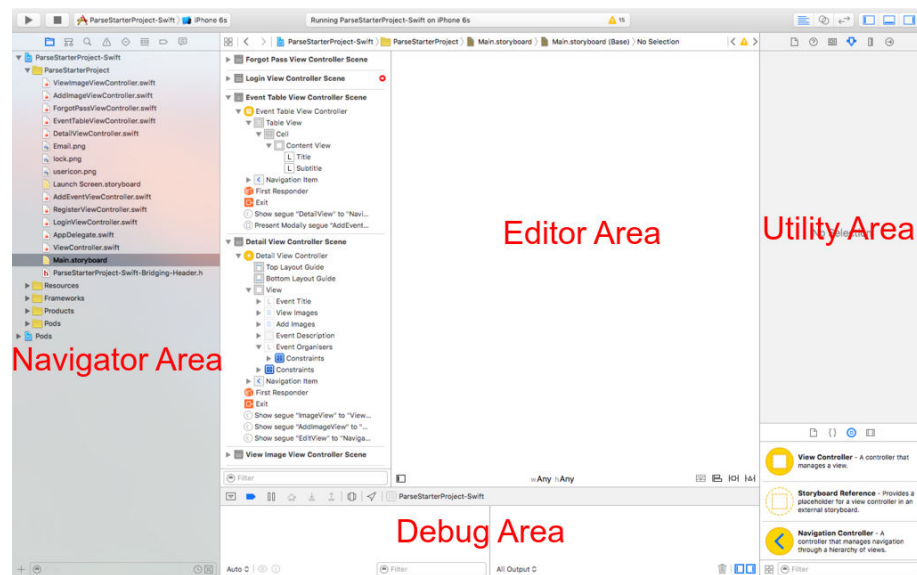 ParseStarterProject-Swift iPhone 6s
Running ParseStarterProject-Swift on iPhone 6s
15
ParseStarterProject-Swift
ParseStarterProject
ViewImageViewController.swift
AddImageViewController.swift
ForgotPassViewController.swift
EventTableViewController.swift
DetailViewController.swift
Email.png
lock.png
usericon.png
Launch Screen.storyboard
AddEventViewController.swift
RegisterViewController.swift
LoginViewController.swift
AppDelegate.swift
ViewController.swift
Main.storyboard
h ParseStarterProject-Swift-Bridging-Header.h
Resources
Frameworks
Products
Pods
Pods
Navigator Area
ParseStarterProject-Swift ParseStarterProject Main.storyboard Main.storyboard (Base) No Selection
Forgot Pass View Controller Scene
Login View Controller Scene
Event Table View Controller Scene
Event Table View Controller
Table View
Cell
Content View
L Title
L Subtitle
Navigation Item
First Responder
Exit
Show segue "DetailView" to "Navi...
Present Modally segue "AddEvent...
Detail View Controller Scene
Detail View Controller
Top Layout Guide
Bottom Layout Guide
View
L Event Title
B View Images
B Add Images
Event Description
L Event Organisers
Constraints
Constraints
Navigation Item
First Responder
Exit
Show segue "ImageView" to "View...
Show segue "AddImageView" to "...
Show segue "EditView" to "Naviga...
View Image View Controller Scene
Filter
Editor Area
wAny hAny
ParseStarterProject-Swift
Debug Area
Auto
Filter
All Output
Utility Area
No Selection
{ }
View Controller - A controller that
manages a view.
Storyboard Reference - Provides a
placeholder for a view controller in an
external storyboard.
Navigation Controller - A
controller that manages navigation
through a hierarchy of views.
Filter